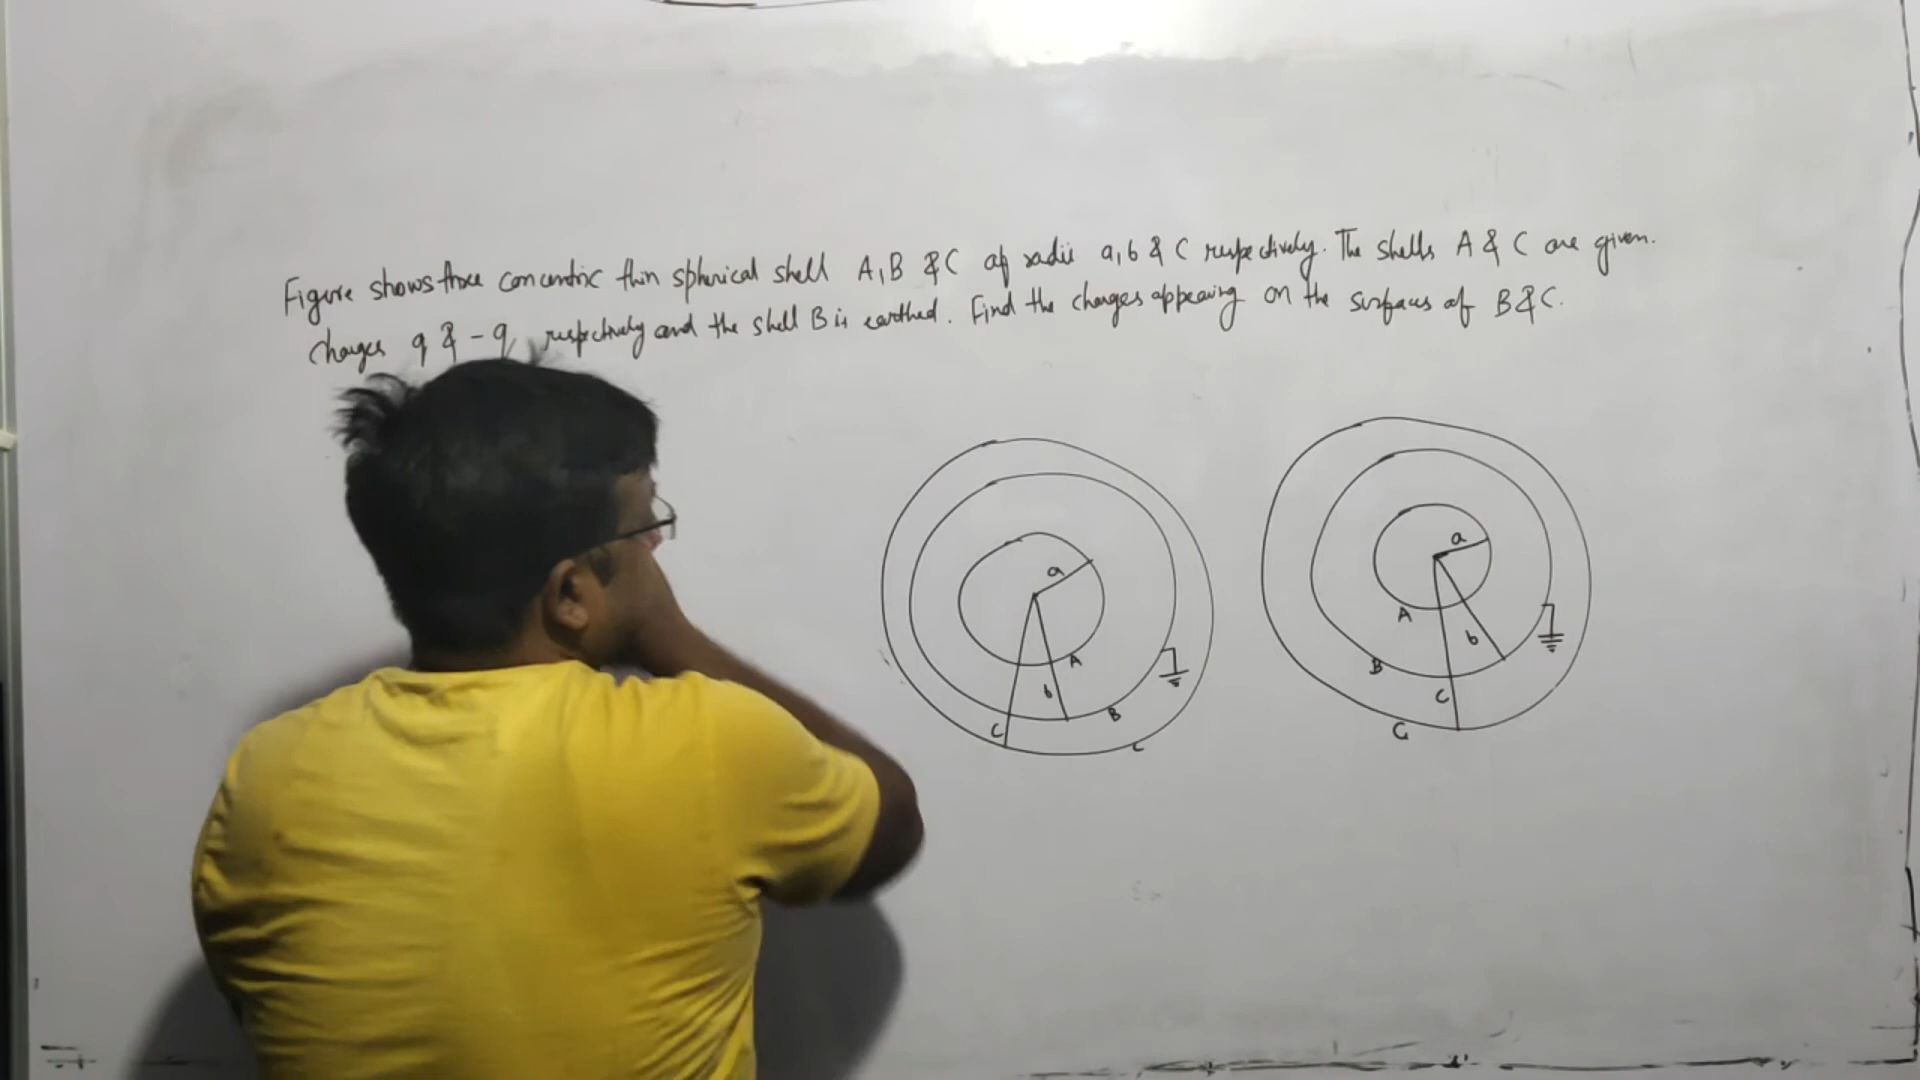 Figure shows three concentric thin spherical shell A, B & C of radii a, b & c respectively. The shells A & C are given.
charges q & -q respectively and the shell B is earthed. Find the charges appearing on the surfaces of B & C.
a
A
b
B
C
C
a
A
b
B
C
C